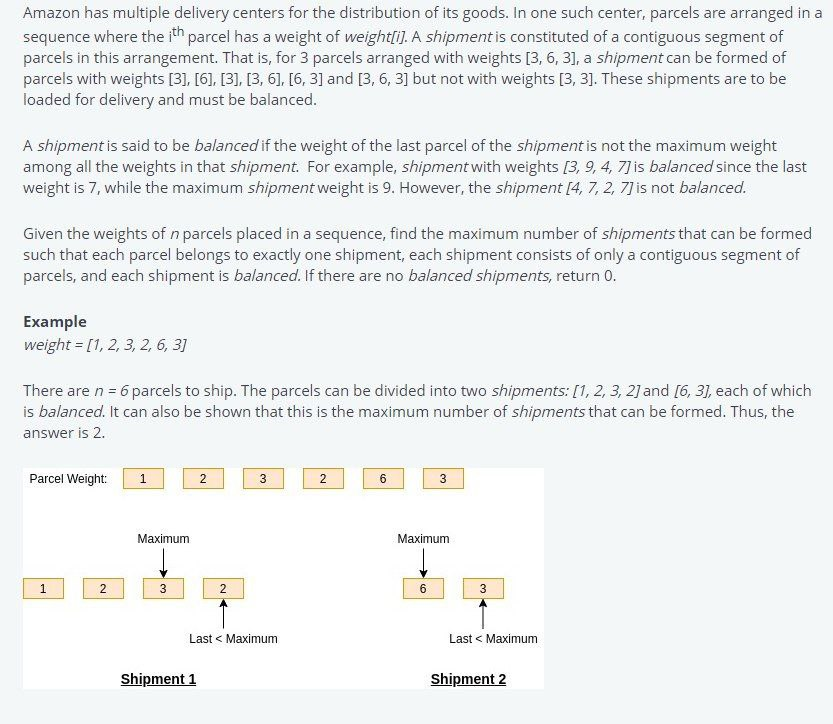 Amazon has multiple delivery centers for the distribution of its goods. In one such center, parcels are arranged in a
sequence where the ith parcel has a weight of weight[i]. A shipment is constituted of a contiguous segment of
parcels in this arrangement. That is, for 3 parcels arranged with weights [3, 6, 3], a shipment can be formed of
parcels with weights [3], [6], [3], [3, 6], [6, 3] and [3, 6, 3] but not with weights [3, 3]. These shipments are to be
loaded for delivery and must be balanced.
A shipment is said to be balanced if the weight of the last parcel of the shipment is not the maximum weight
among all the weights in that shipment. For example, shipment with weights [3, 9, 4, 7] is balanced since the last
weight is 7, while the maximum shipment weight is 9. However, the shipment [4, 7, 2, 7] is not balanced.
Given the weights of n parcels placed in a sequence, find the maximum number of shipments that can be formed
such that each parcel belongs to exactly one shipment, each shipment consists of only a contiguous segment of
parcels, and each shipment is balanced. If there are no balanced shipments, return 0.
Example
weight = [1, 2, 3, 2, 6, 3]
There are n = 6 parcels to ship. The parcels can be divided into two shipments: [1, 2, 3, 2] and [6, 3], each of which
is balanced. It can also be shown that this is the maximum number of shipments that can be formed. Thus, the
answer is 2.
Parcel Weight: 1 2 3 2 6 3
Maximum Maximum
1 2 3 2 6 3
Last < Maximum Last < Maximum
Shipment 1 Shipment 2